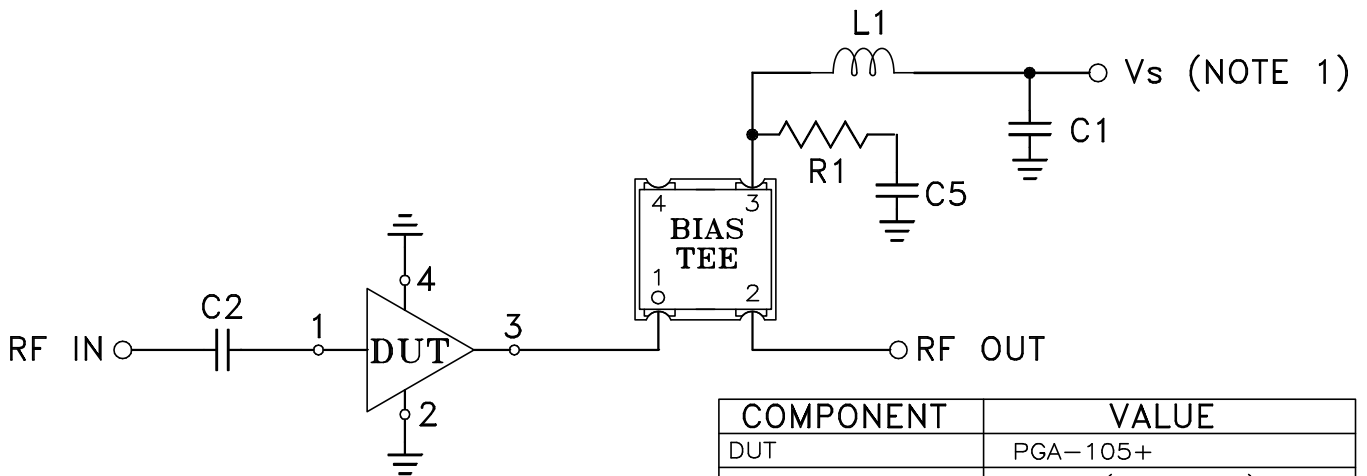 L1
Vs (NOTE 1)
C1
R1
C5
4 3
BIAS
TEE
1
2
4
C2
1
3
RF IN
DUT
RF OUT
2
COMPONENT VALUE
DUT PGA-105+